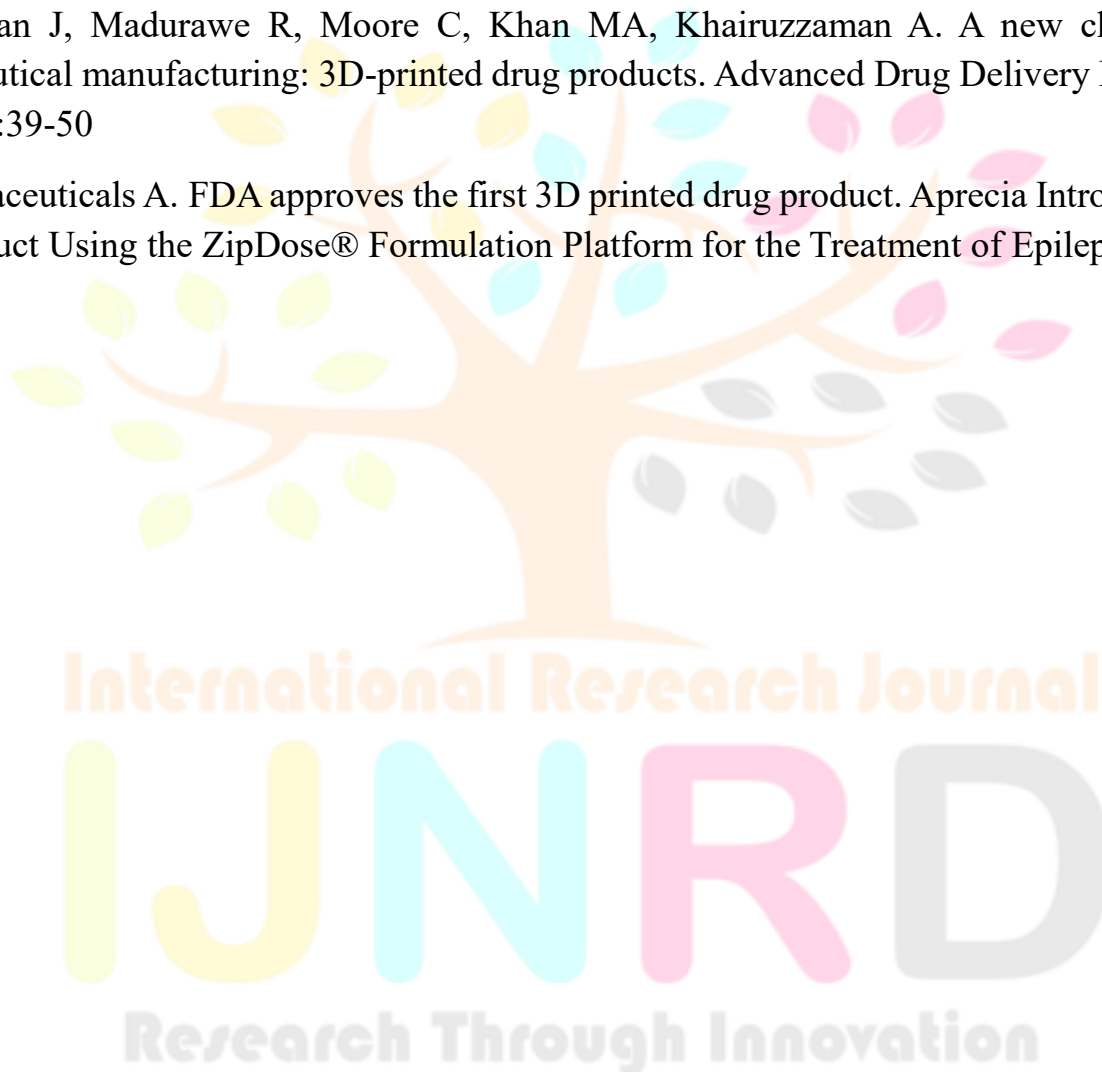 an J, Madurawe R, Moore C, Khan MA, Khairuzzaman A. A new cl
utical manufacturing: 3D-printed drug products. Advanced Drug Delivery
:39-50
aceuticals A. FDA approves the first 3D printed drug product. Aprecia Intro
uct Using the ZipDose® Formulation Platform for the Treatment of Epilep
International Research Journal
IJNRD
Research Through Innovation